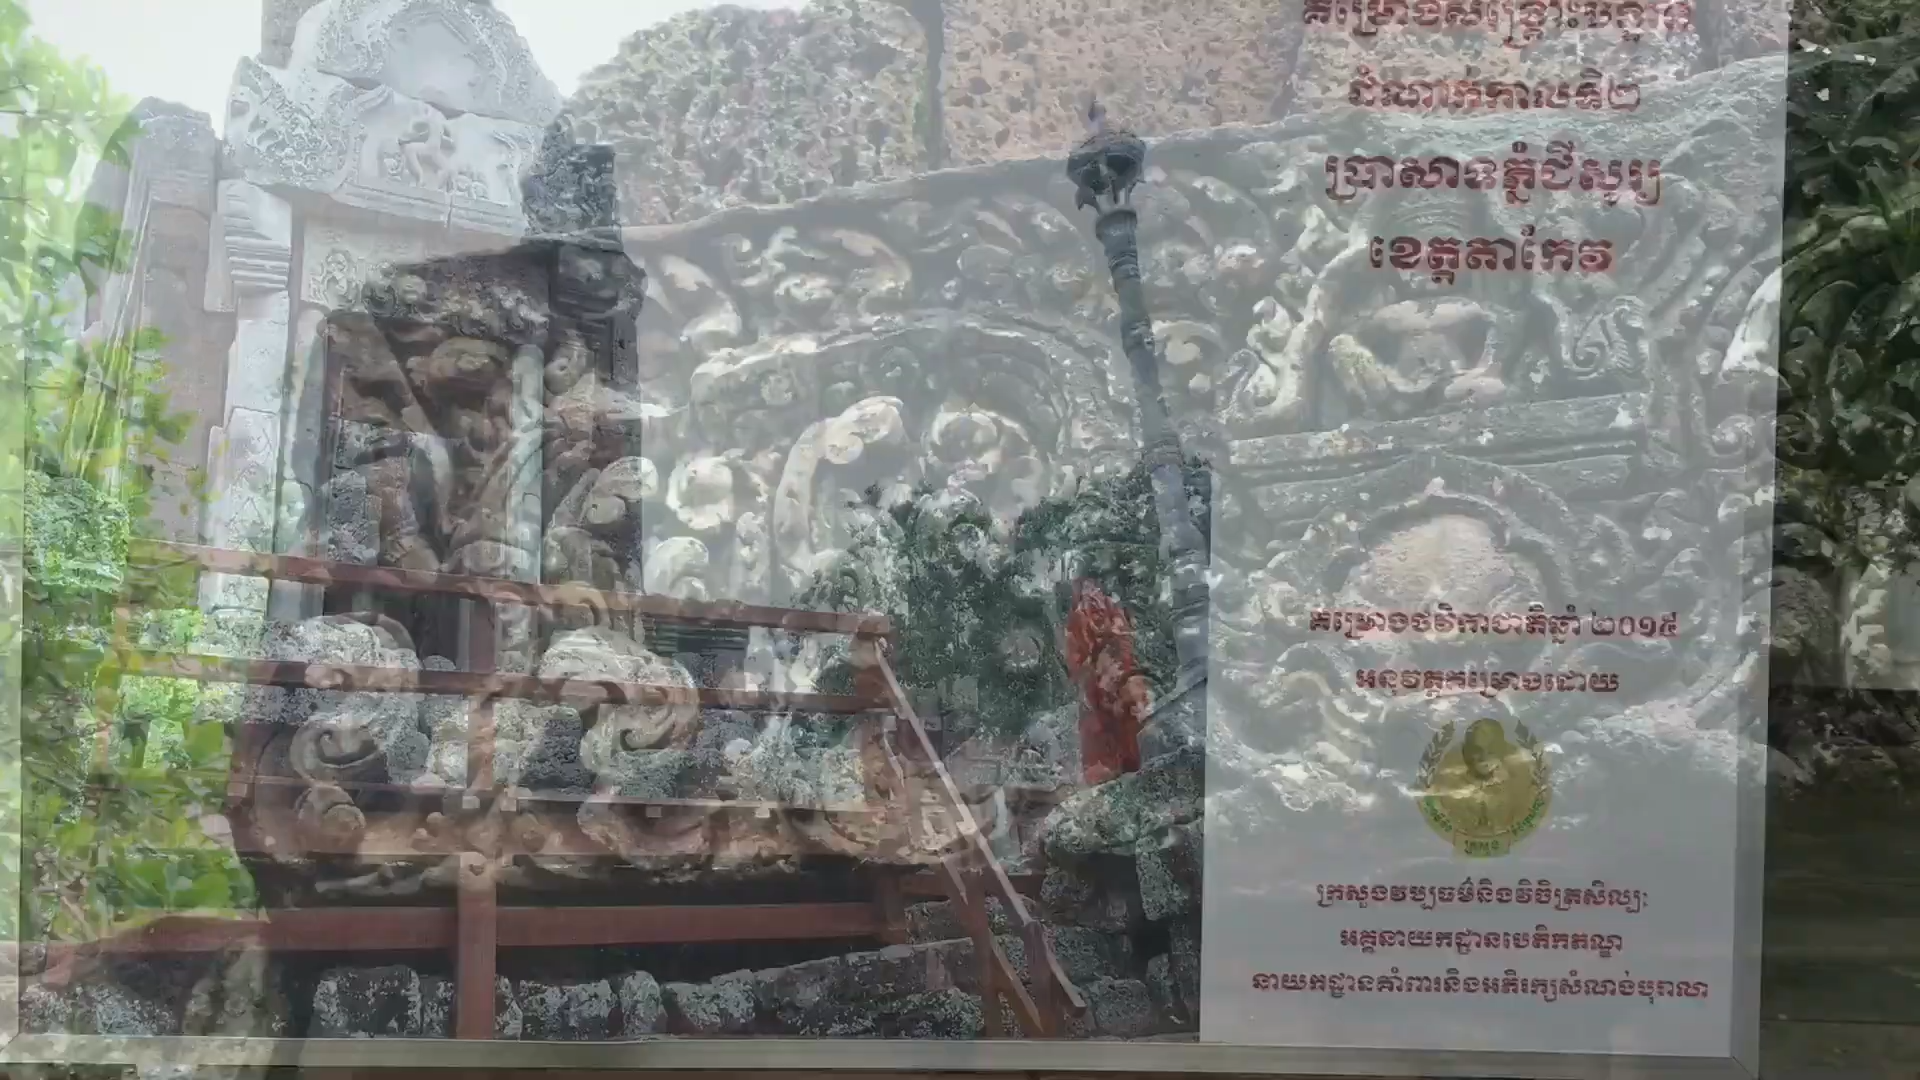 គម្រោងសង្គ្រោះបន្ទាន់
ដំណាក់កាលទី២
ប្រាសាទភ្នំជីសូរ្យ
ខេត្តតាកែវ
គម្រោងថវិកាជាតិឆ្នាំ ២០១៥
អនុវត្តគម្រោងដោយ
ក្រសួងវប្បធម៌និងវិចិត្រសិល្បៈ
អគ្គនាយកដ្ឋានបេតិកភណ្ឌ
នាយកដ្ឋានគាំពារនិងអភិរក្សសំណង់បុរាណ